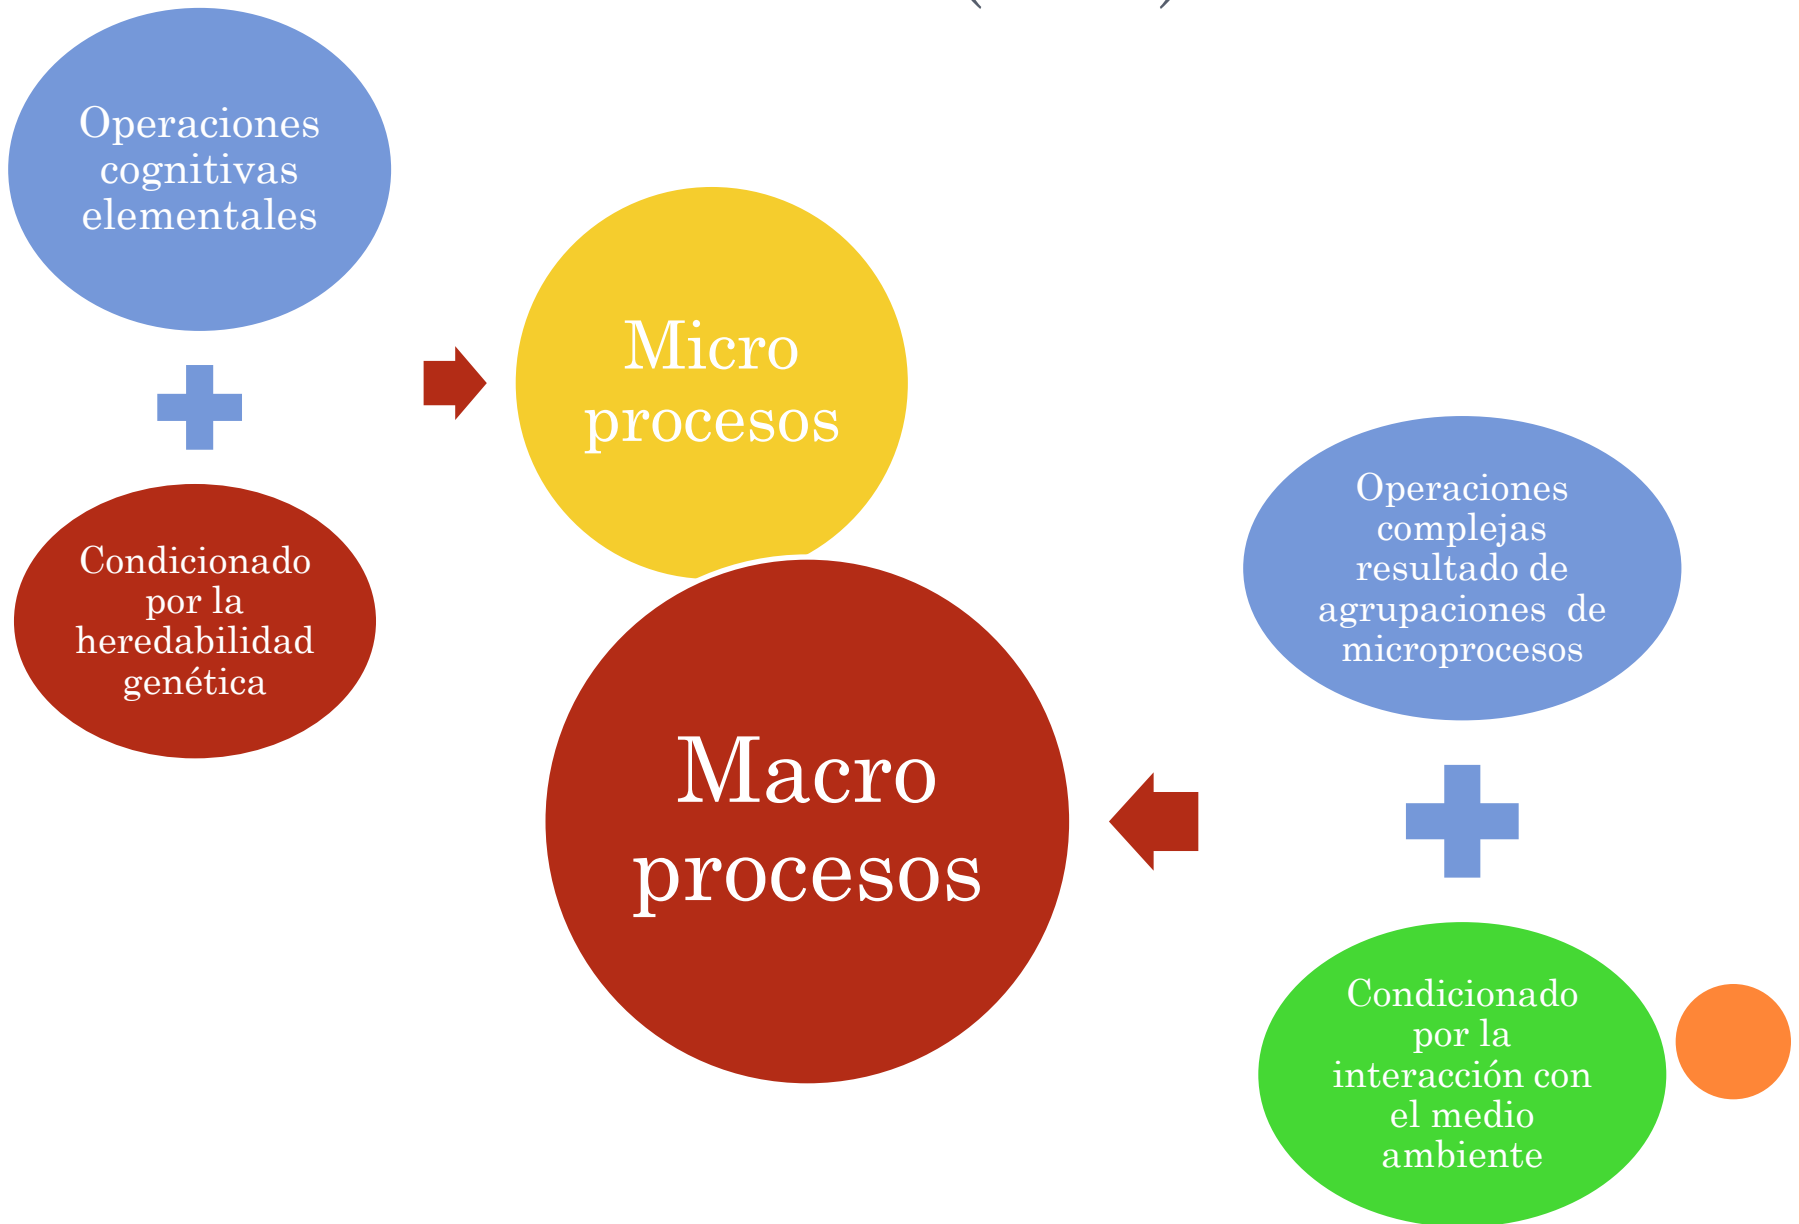 Operaciones
cognitivas
elementales
Condicionado
por la
heredabilidad
genética
Micro
procesos
Macro
procesos
Operaciones
complejas
resultado de
agrupaciones de
microprocesos
Condicionado
por la
interacción con
el medio
ambiente